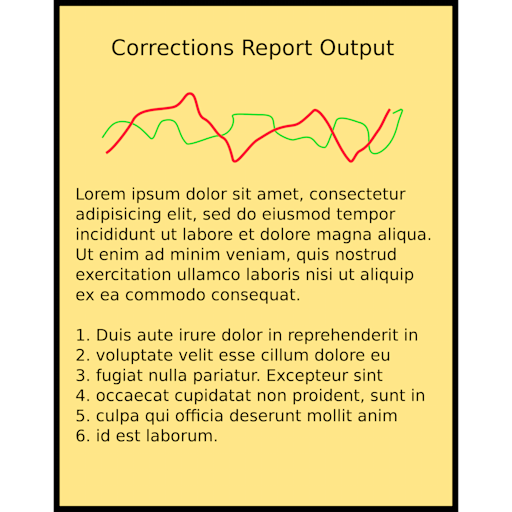 Corrections Report Output
Lorem ipsum dolor sit amet, consectetur
adipisicing elit, sed do eiusmod tempor
incididunt ut labore et dolore magna aliqua.
Ut enim ad minim veniam, quis nostrud
exercitation ullamco laboris nisi ut aliquip
ex ea commodo consequat.
1. Duis aute irure dolor in reprehenderit in
2. voluptate velit esse cillum dolore eu
3. fugiat nulla pariatur. Excepteur sint
4. occaecat cupidatat non proident, sunt in
5. culpa qui officia deserunt mollit anim
6. id est laborum.